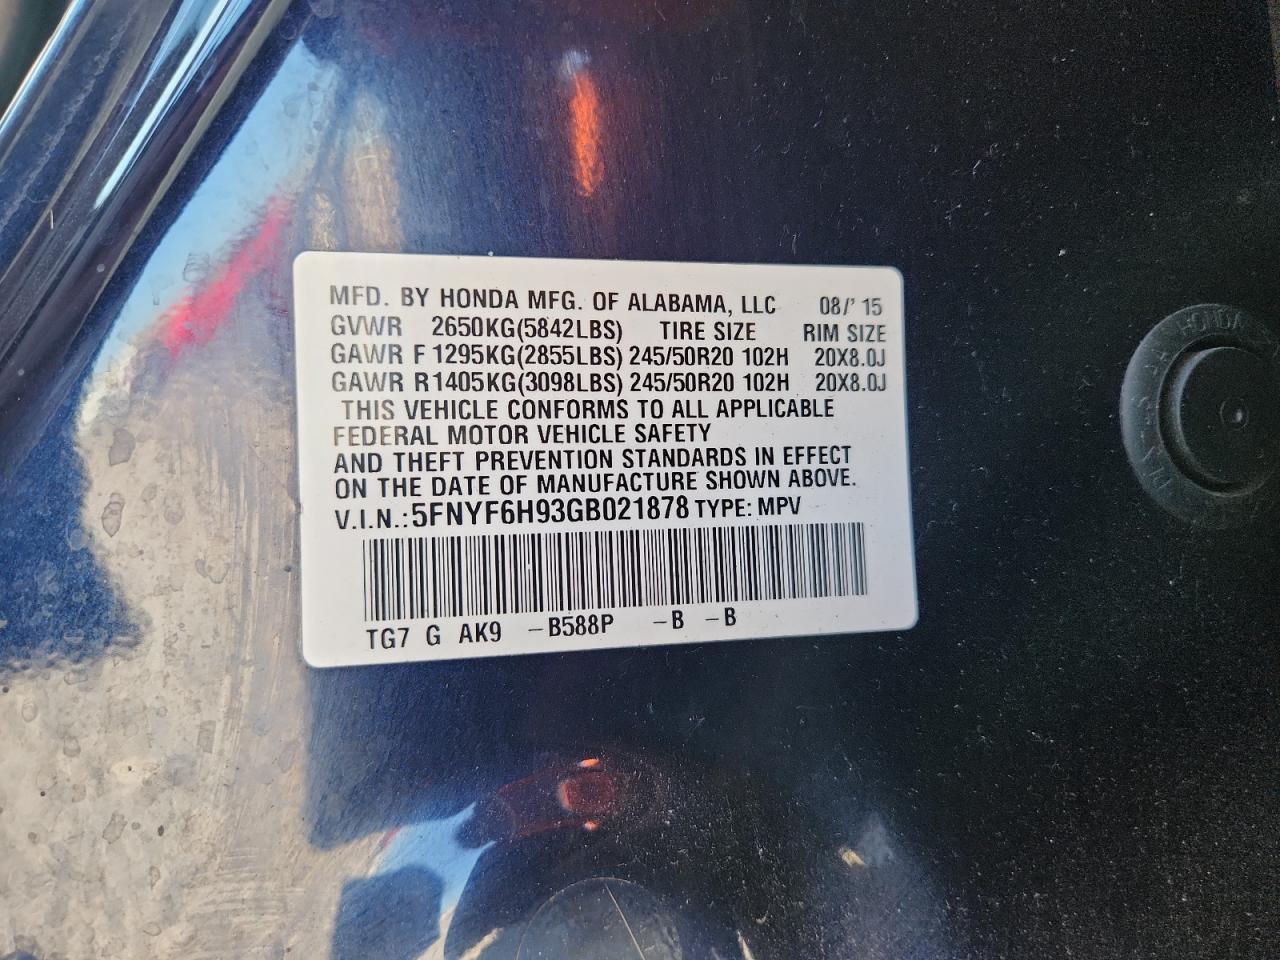 MFD. BY HONDA MFG. OF ALABAMA, LLC 08/' 15
GVWR 2650KG(5842LBS) TIRE SIZE RIM SIZE
GAWR F 1295KG(2855LBS) 245/50R20 102H 20X8.0J
GAWR R1405KG(3098LBS) 245/50R20 102H 20X8.0J
THIS VEHICLE CONFORMS TO ALL APPLICABLE
FEDERAL MOTOR VEHICLE SAFETY
AND THEFT PREVENTION STANDARDS IN EFFECT
ON THE DATE OF MANUFACTURE SHOWN ABOVE.
V.I.N.: 5FNYF6H93GB021878 TYPE: MPV
TG7 G AK9 -B588P -B -B
HONDA